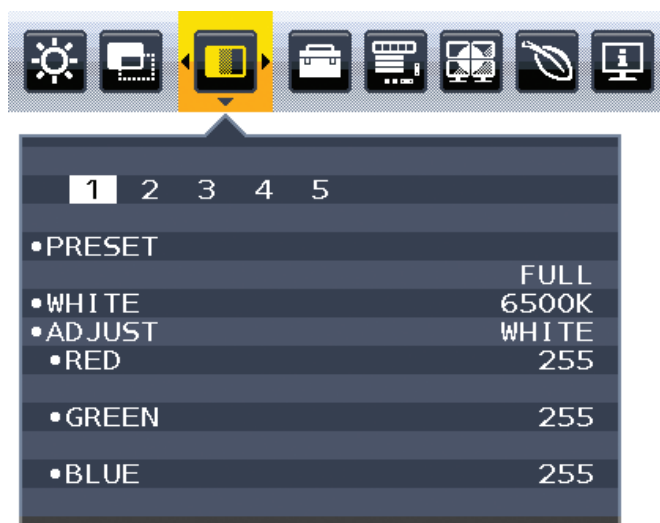 1 2 3 4 5
•PRESET
FULL
•WHITE 6500K
•ADJUST WHITE
•RED 255
•GREEN 255
•BLUE 255